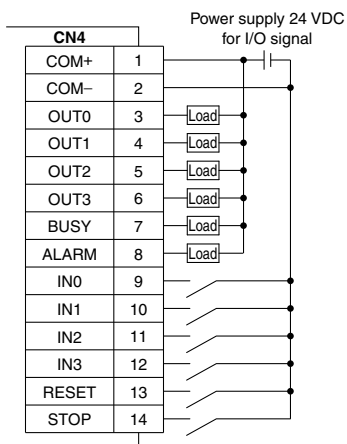 Power supply 24 VDC
for I/O signal
CN4
COM+ 1
COM− 2
OUT0 3 Load
OUT1 4 Load
OUT2 5 Load
OUT3 6 Load
BUSY 7 Load
ALARM 8 Load
IN0 9
IN1 10
IN2 11
IN3 12
RESET 13
STOP 14